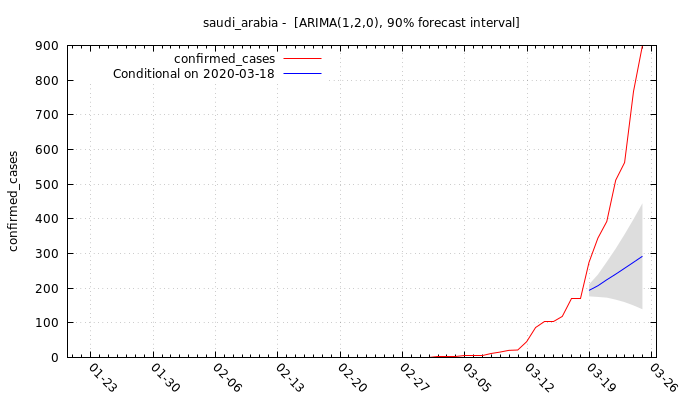 saudi_arabia -  [ARIMA(1,2,0), 90% forecast interval]
confirmed_cases
Conditional on 2020-03-18
confirmed_cases
900
800
700
600
500
400
300
200
100
0
01-23 01-30 02-06 02-13 02-20 02-27 03-05 03-12 03-19 03-26